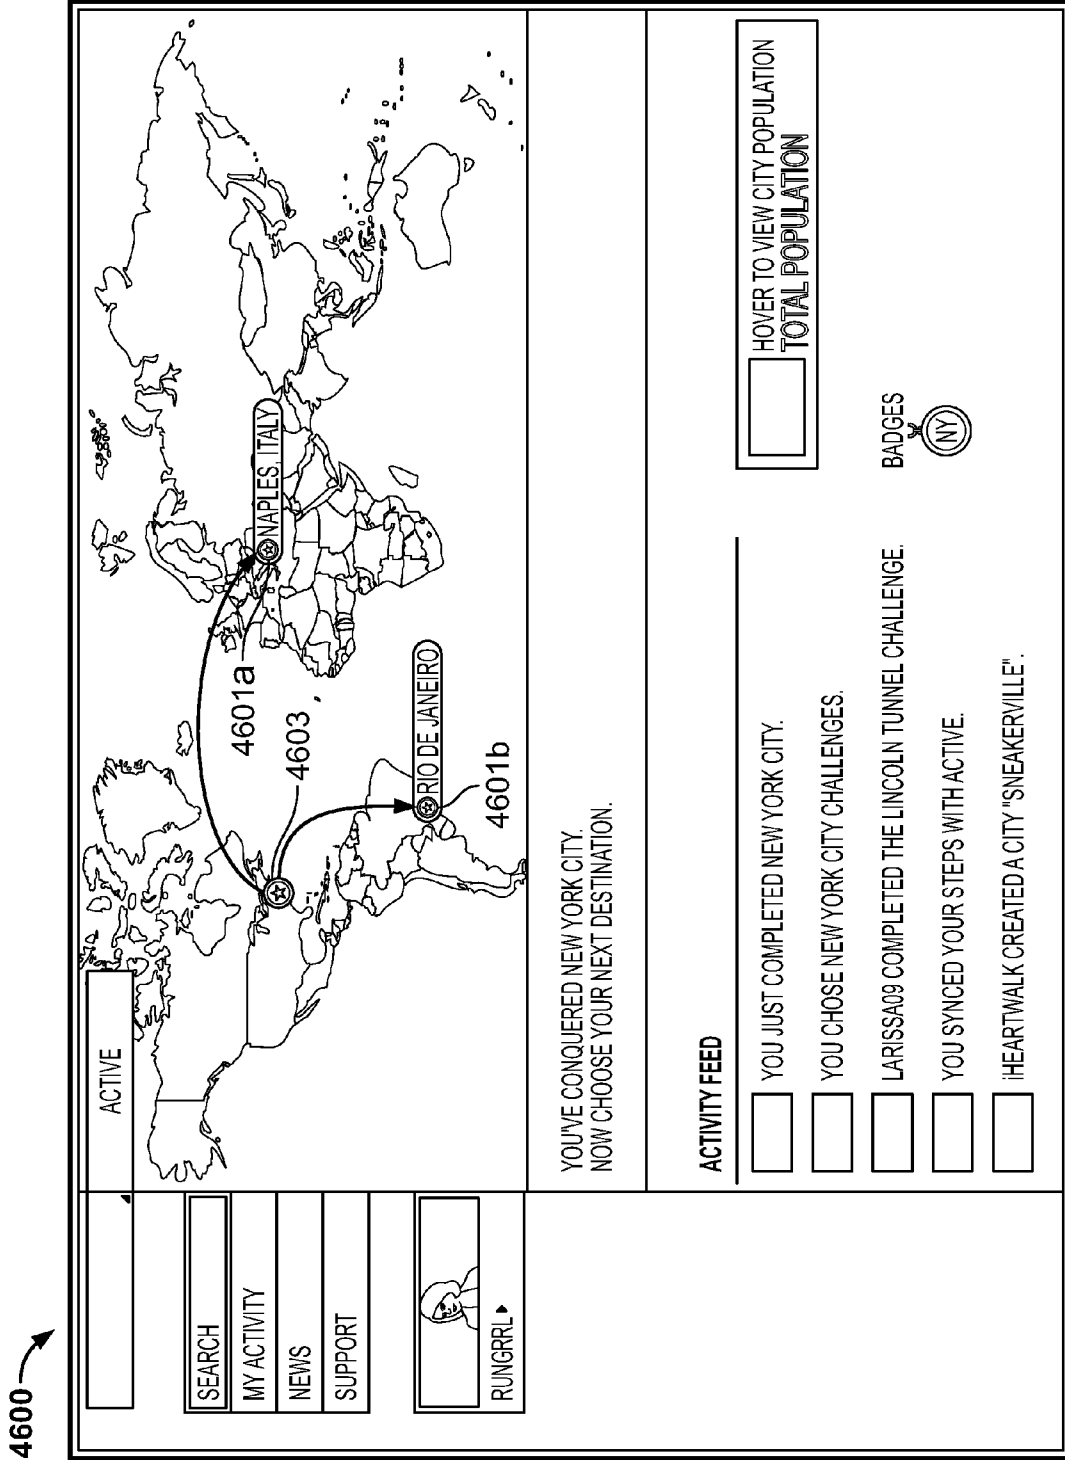 4600
ACTIVE
SEARCH
MY ACTIVITY
NEWS
SUPPORT
RUNGRRL
NAPLES, ITALY
4601a
4603
RIO DE JANEIRO
4601b
YOU'VE CONQUERED NEW YORK CITY.
NOW CHOOSE YOUR NEXT DESTINATION.
ACTIVITY FEED
YOU JUST COMPLETED NEW YORK CITY.
YOU CHOSE NEW YORK CITY CHALLENGES.
LARISSA09 COMPLETED THE LINCOLN TUNNEL CHALLENGE.
YOU SYNCED YOUR STEPS WITH ACTIVE.
iHEARTWALK CREATED A CITY "SNEAKERVILLE".
HOVER TO VIEW CITY POPULATION
TOTAL POPULATION
BADGES
NY